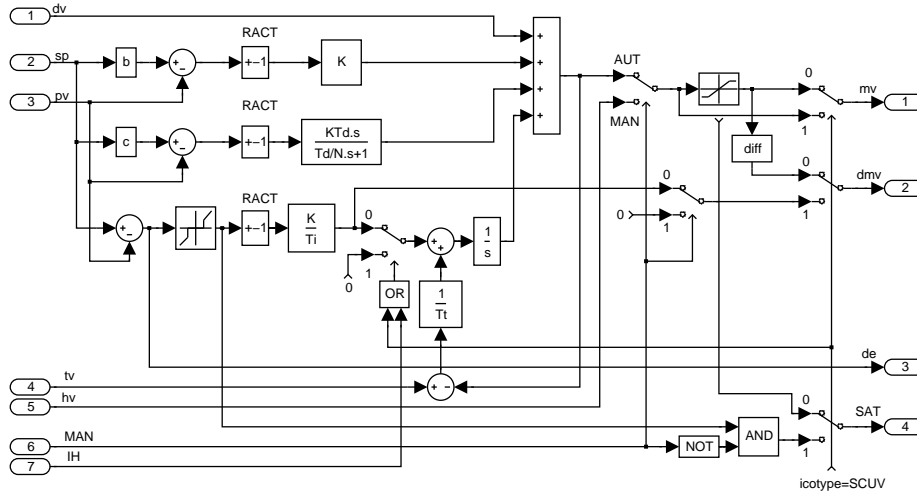 1 dv
RACT
2 sp b + − +−1 K
3 pv
+
+
+
+
AUT
MAN
0 mv 1
1
RACT
c + − +−1 KTd.s
Td/N.s+1
diff
0 dmv 2
1
RACT
+ − +−1 K
Ti
0
1
0
+ +
1
s
0
0
1
OR
1
Tt
de 3
4 tv + −
5 hv
0 SAT 4
1
6 MAN
NOT AND
7 IH
icotype=SCUV